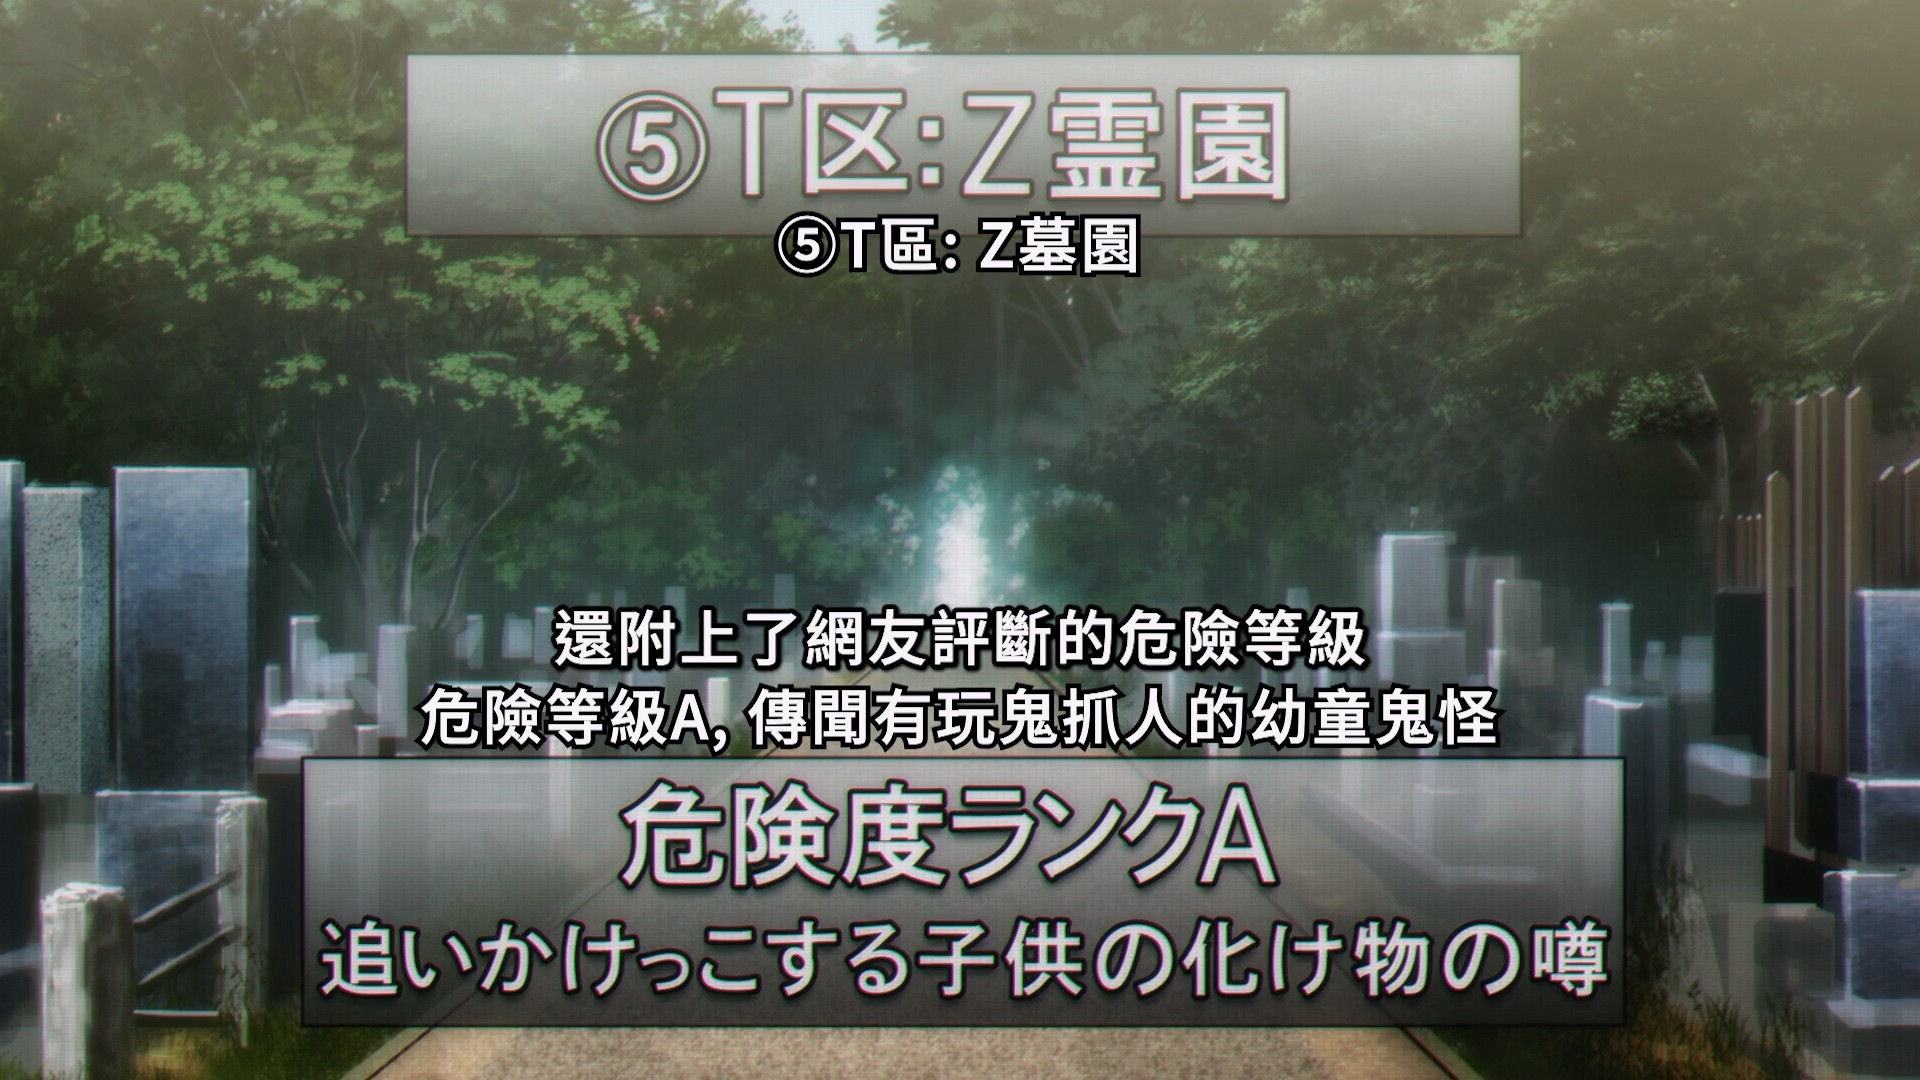 ⑤T区:Z霊園
⑤T區: Z墓園
還附上了網友評斷的危險等級
危險等級A, 傳聞有玩鬼抓人的幼童鬼怪
危険度ランクA
追いかけっこする子供の化け物の噂